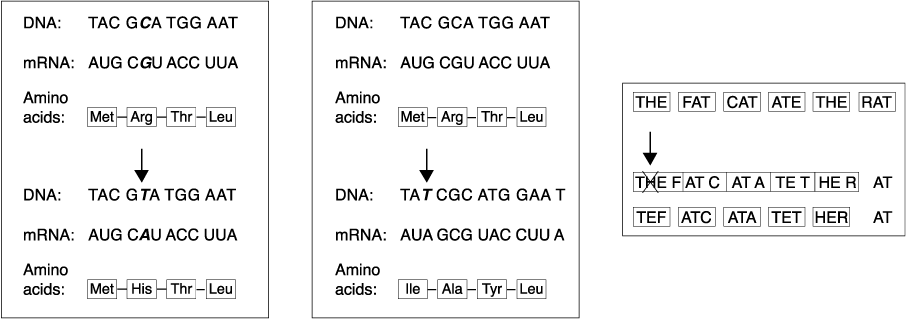 DNA: TAC GCA TGG AAT
mRNA: AUG CGU ACC UUA
Amino
acids: Met Arg Thr Leu
DNA: TAC GTA TGG AAT
mRNA: AUG CAU ACC UUA
Amino
acids: Met His Thr Leu
DNA: TAC GCA TGG AAT
mRNA: AUG CGU ACC UUA
Amino
acids: Met Arg Thr Leu
DNA: TAT CGC ATG GAA T
mRNA: AUA GCG UAC CUU A
Amino
acids: Ile Ala Tyr Leu
THE FAT CAT ATE THE RAT
THE F AT C AT A TE T HE R AT
TEF ATC ATA TET HER AT